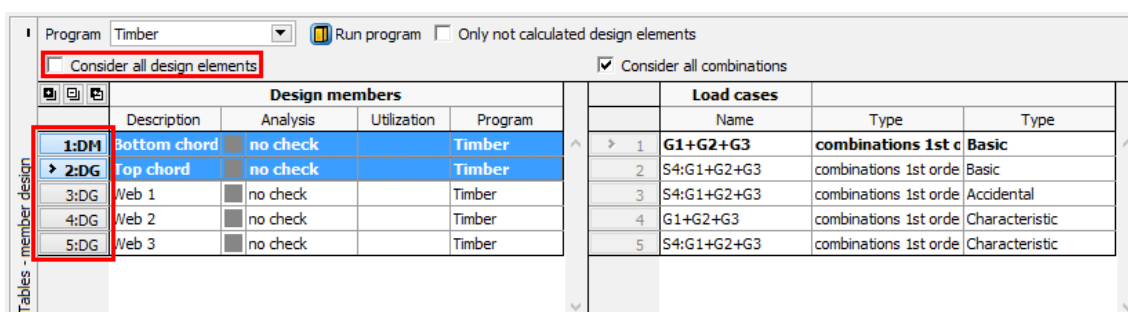 Program Timber Run program Only not calculated design elements
Consider all design elements Consider all combinations
Design members Load cases
Description Analysis Utilization Program Name Type Type
1:DM Bottom chord no check Timber > 1 G1+G2+G3 combinations 1st o Basic
> 2:DG Top chord no check Timber 2 S4:G1+G2+G3 combinations 1st orde Basic
3:DG Web 1 no check Timber 3 S4:G1+G2+G3 combinations 1st orde Accidental
4:DG Web 2 no check Timber 4 G1+G2+G3 combinations 1st orde Characteristic
5:DG Web 3 no check Timber 5 S4:G1+G2+G3 combinations 1st orde Characteristic
Tables - member design